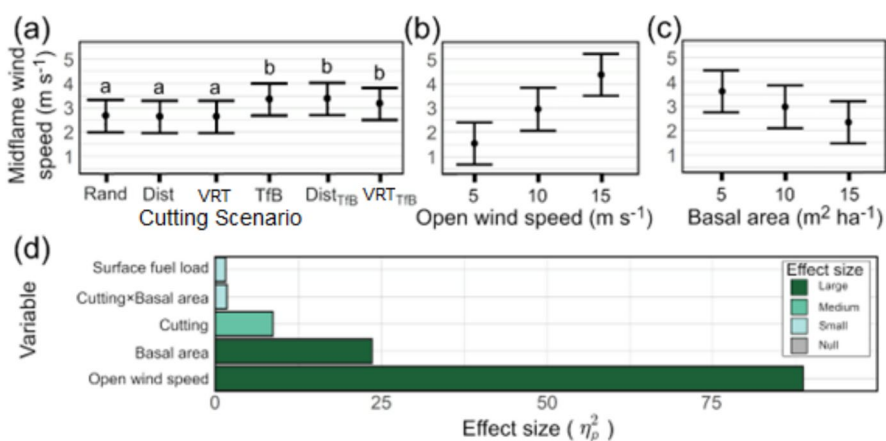 (a)
(b)
(c)
Midflame wind
speed (m s⁻¹)
5
4
3
2
1
a
a
a
b
b
b
Rand
Dist
VRT
TfB
Dist_TfB
VRT_TfB
Cutting Scenario
5
4
3
2
1
5
10
15
Open wind speed (m s⁻¹)
5
4
3
2
1
5
10
15
Basal area (m² ha⁻¹)
(d)
Variable
Surface fuel load
Cutting×Basal area
Cutting
Basal area
Open wind speed
Effect size
Large
Medium
Small
Null
0
25
50
75
Effect size ( η²ₚ )